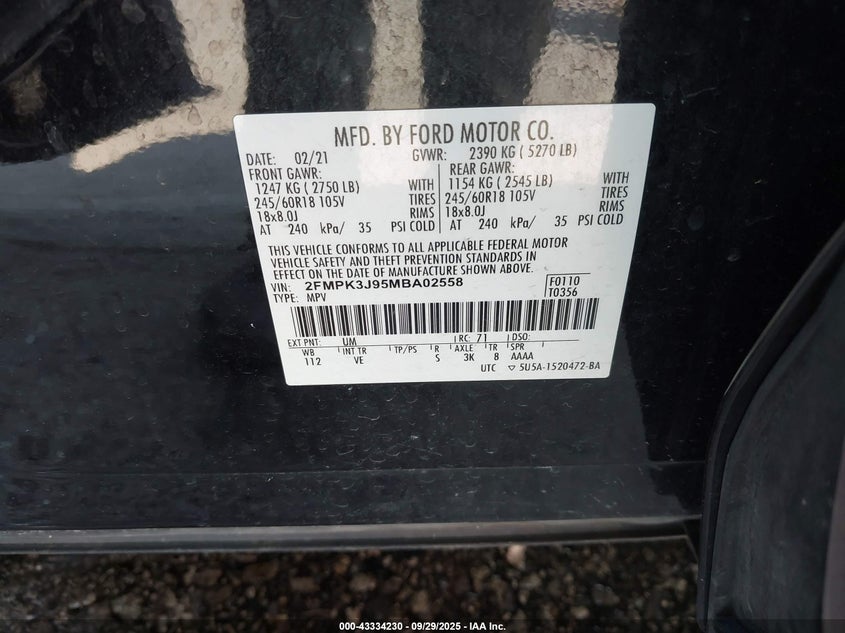 MFD. BY FORD MOTOR CO.
DATE: 02/21 GVWR: 2390 KG ( 5270 LB)
FRONT GAWR: REAR GAWR:
1247 KG ( 2750 LB) WITH 1154 KG ( 2545 LB) WITH
245/60R18 105V TIRES 245/60R18 105V TIRES
18x8.0J RIMS 18x8.0J RIMS
AT 240 kPa/ 35 PSI COLD AT 240 kPa/ 35 PSI COLD
THIS VEHICLE CONFORMS TO ALL APPLICABLE FEDERAL MOTOR
VEHICLE SAFETY AND THEFT PREVENTION STANDARDS IN
EFFECT ON THE DATE OF MANUFACTURE SHOWN ABOVE.
VIN: 2FMPK3J95MBA02558 F0110
TYPE: MPV T0356
EXT PNT: UM RC: 71 DSO:
WB INT TR TP/PS R AXLE TR SPR
112 VE S 3K 8 AAAA
UTC ▽ 5U5A-1520472-BA
000-43334230 - 09/29/2025 - IAA Inc.